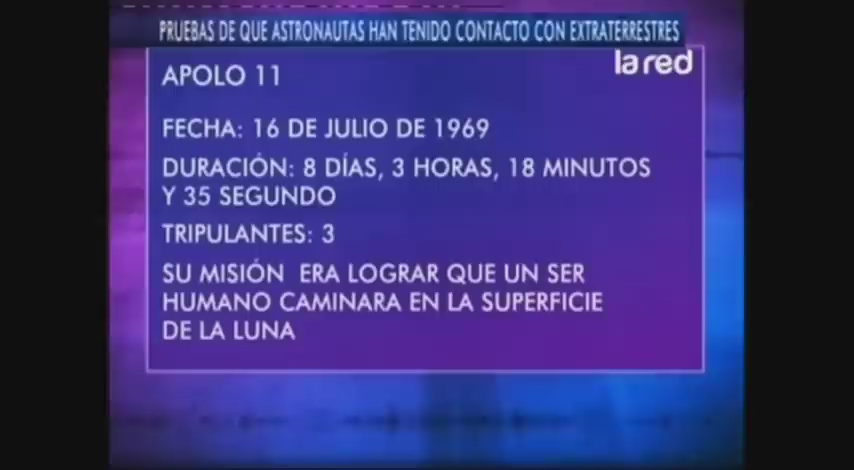 PRUEBAS DE QUE ASTRONAUTAS HAN TENIDO CONTACTO CON EXTRATERRESTRES
la red
APOLO 11
FECHA: 16 DE JULIO DE 1969
DURACIÓN: 8 DÍAS, 3 HORAS, 18 MINUTOS
Y 35 SEGUNDO
TRIPULANTES: 3
SU MISIÓN ERA LOGRAR QUE UN SER
HUMANO CAMINARA EN LA SUPERFICIE
DE LA LUNA